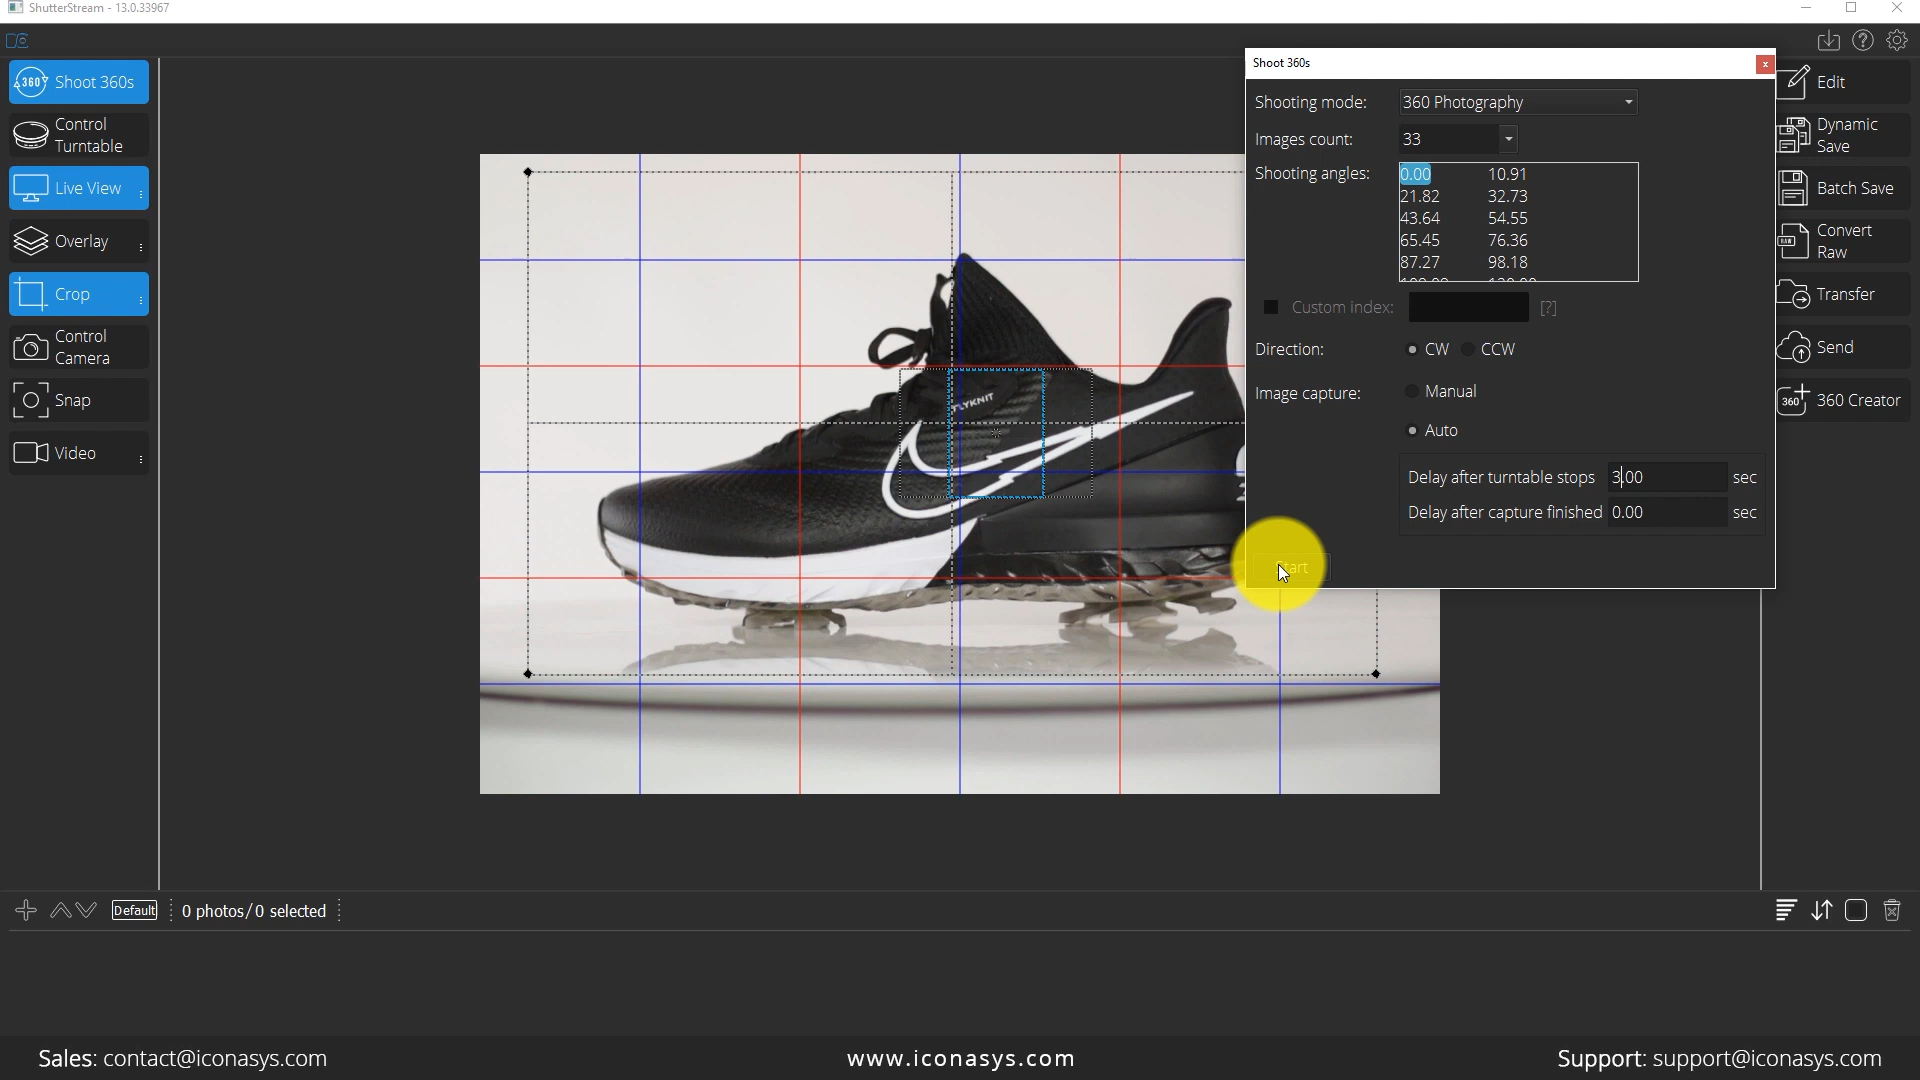 ShutterStream - 13.0.33967
Shoot 360s
Control
Turntable
Live View
Overlay
Crop
Control
Camera
Snap
Video
FLYKNIT
Shoot 360s
x
Shooting mode: 360 Photography
Images count: 33
Shooting angles: 0.00 10.91
21.82 32.73
43.64 54.55
65.45 76.36
87.27 98.18
Custom index: [?]
Direction: CW CCW
Image capture: Manual
Auto
Delay after turntable stops 3.00 sec
Delay after capture finished 0.00 sec
Start
Edit
Dynamic
Save
Batch Save
RAW
Convert
Raw
Transfer
Send
360
360 Creator
Default
0 photos/0 selected
Sales: contact@iconasys.com
www.iconasys.com
Support: support@iconasys.com